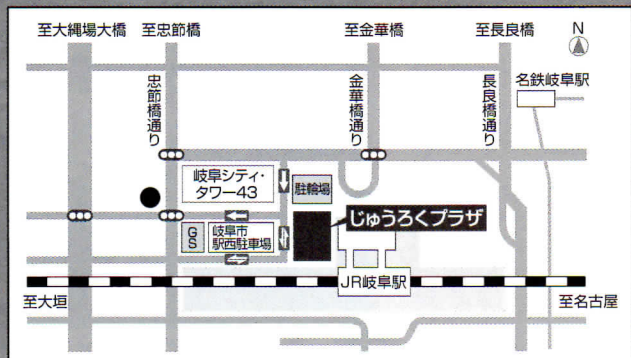 至大縄場大橋
至忠節橋
至金華橋
至長良橋
N
忠節橋通り
金華橋通り
長良橋通り
名鉄岐阜駅
岐阜シティ・
タワー43
駐輪場
じゅうろくプラザ
GS
岐阜市
駅西駐車場
JR岐阜駅
至大垣
至名古屋